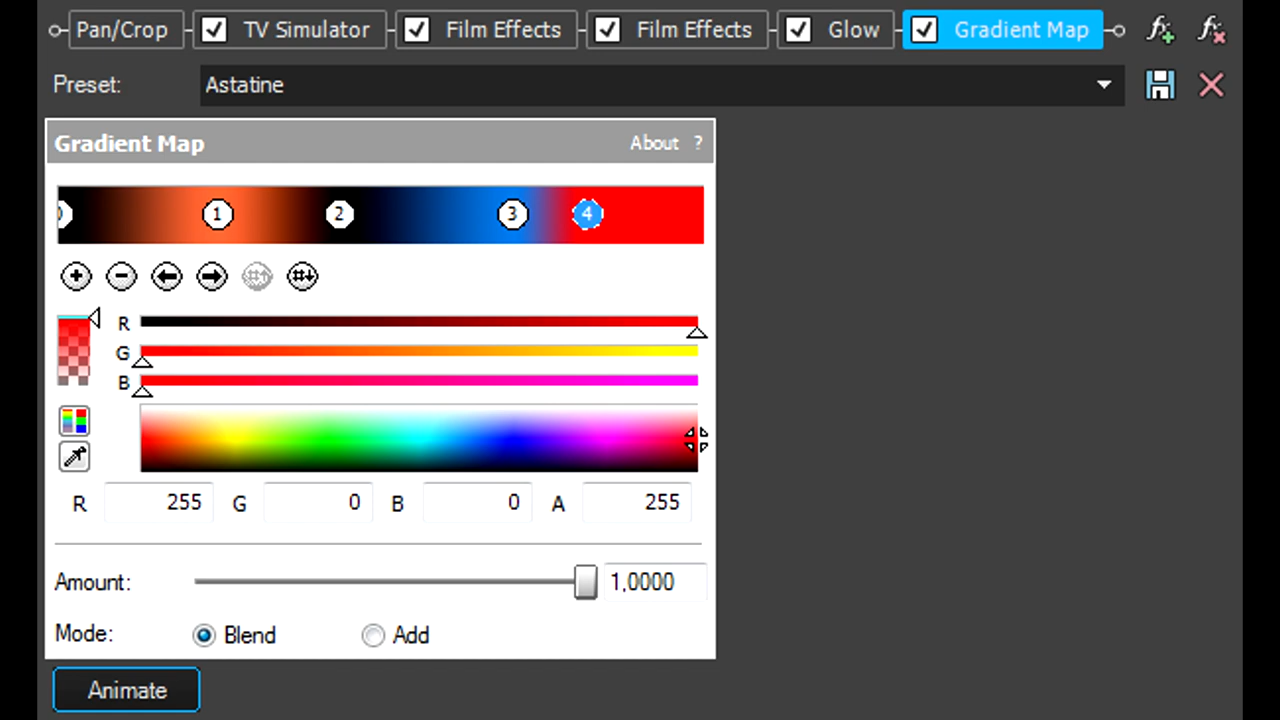 Pan/Crop TV Simulator Film Effects Film Effects Glow Gradient Map
Preset: Astatine
Gradient Map About ?
1 2 3 4
R
G
B
R 255 G 0 B 0 A 255
Amount: 1,0000
Mode: Blend Add
Animate